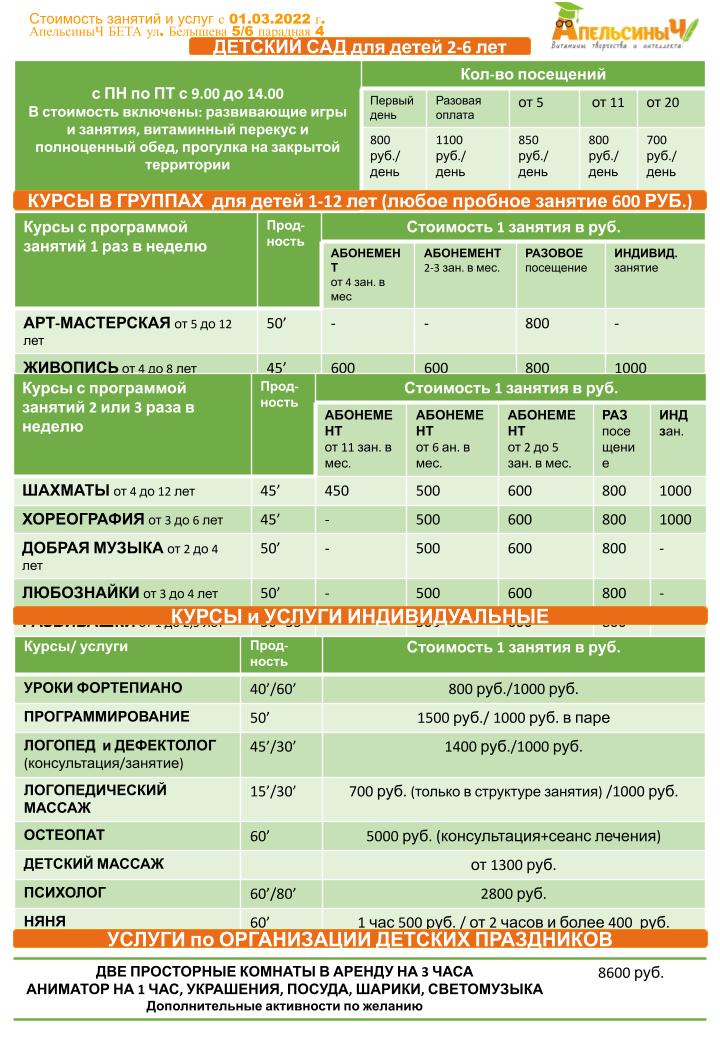 Стоимость занятий и услуг с 01.03.2022 г.
АпельсиныЧ БЕТА ул. Белышева 5/6 парадная 4
АпельсиныЧ
Витамины творчества и интеллекта
ДЕТСКИЙ САД для детей 2-6 лет
с ПН по ПТ с 9.00 до 14.00
В стоимость включены: развивающие игры
и занятия, витаминный перекус и
полноценный обед, прогулка на закрытой
территории
Кол-во посещений
Первый день Разовая оплата от 5 от 11 от 20
800 руб./день 1100 руб./день 850 руб./день 800 руб./день 700 руб./день
КУРСЫ В ГРУППАХ для детей 1-12 лет (любое пробное занятие 600 РУБ.)
Курсы с программой
занятий 1 раз в неделю
Прод-
ность
Стоимость 1 занятия в руб.
АБОНЕМЕН
Т
от 4 зан. в
мес
АБОНЕМЕНТ
2-3 зан. в мес.
РАЗОВОЕ
посещение
ИНДИВИД.
занятие
АРТ-МАСТЕРСКАЯ от 5 до 12 50’ - - 800 -
лет
ЖИВОПИСЬ от 4 до 8 лет 45’ 600 600 800 1000
Курсы с программой
занятий 2 или 3 раза в
неделю
Прод-
ность
Стоимость 1 занятия в руб.
АБОНЕМЕ
НТ
от 11 зан. в
мес.
АБОНЕМЕ
НТ
от 6 ан. в
мес.
АБОНЕМЕ
НТ
от 2 до 5
зан. в мес.
РАЗ
посе
щени
е
ИНД
зан.
ШАХМАТЫ от 4 до 12 лет 45’ 450 500 600 800 1000
ХОРЕОГРАФИЯ от 3 до 6 лет 45’ - 500 600 800 1000
ДОБРАЯ МУЗЫКА от 2 до 4 50’ - 500 600 800 -
лет
ЛЮБОЗНАЙКИ от 3 до 4 лет 50’ - 500 600 800 -
КУРСЫ и УСЛУГИ ИНДИВИДУАЛЬНЫЕ
Курсы/ услуги
Прод-
ность
Стоимость 1 занятия в руб.
УРОКИ ФОРТЕПИАНО 40’/60’ 800 руб./1000 руб.
ПРОГРАММИРОВАНИЕ 50’ 1500 руб./ 1000 руб. в паре
ЛОГОПЕД и ДЕФЕКТОЛОГ 45’/30’ 1400 руб./1000 руб.
(консультация/занятие)
ЛОГОПЕДИЧЕСКИЙ 15’/30’ 700 руб. (только в структуре занятия) /1000 руб.
МАССАЖ
ОСТЕОПАТ 60’ 5000 руб. (консультация+сеанс лечения)
ДЕТСКИЙ МАССАЖ от 1300 руб.
ПСИХОЛОГ 60’/80’ 2800 руб.
НЯНЯ 60’ 1 час 500 руб. / от 2 часов и более 400 руб.
УСЛУГИ по ОРГАНИЗАЦИИ ДЕТСКИХ ПРАЗДНИКОВ
ДВЕ ПРОСТОРНЫЕ КОМНАТЫ В АРЕНДУ НА 3 ЧАСА 8600 руб.
АНИМАТОР НА 1 ЧАС, УКРАШЕНИЯ, ПОСУДА, ШАРИКИ, СВЕТОМУЗЫКА
Дополнительные активности по желанию